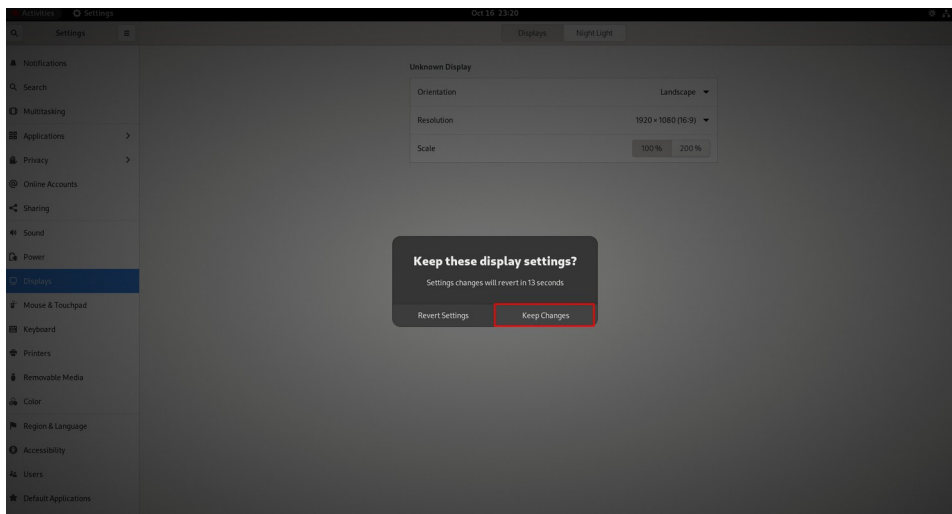 Activities Settings Oct 16 23:20
Settings Displays Night Light
Notifications
Search
Multitasking
Applications
Privacy
Online Accounts
Sharing
Sound
Power
Displays
Mouse & Touchpad
Keyboard
Printers
Removable Media
Color
Region & Language
Accessibility
Users
Default Applications
Unknown Display
Orientation Landscape
Resolution 1920 × 1080 (16:9)
Scale 100 % 200 %
Keep these display settings?
Settings changes will revert in 13 seconds
Revert Settings Keep Changes